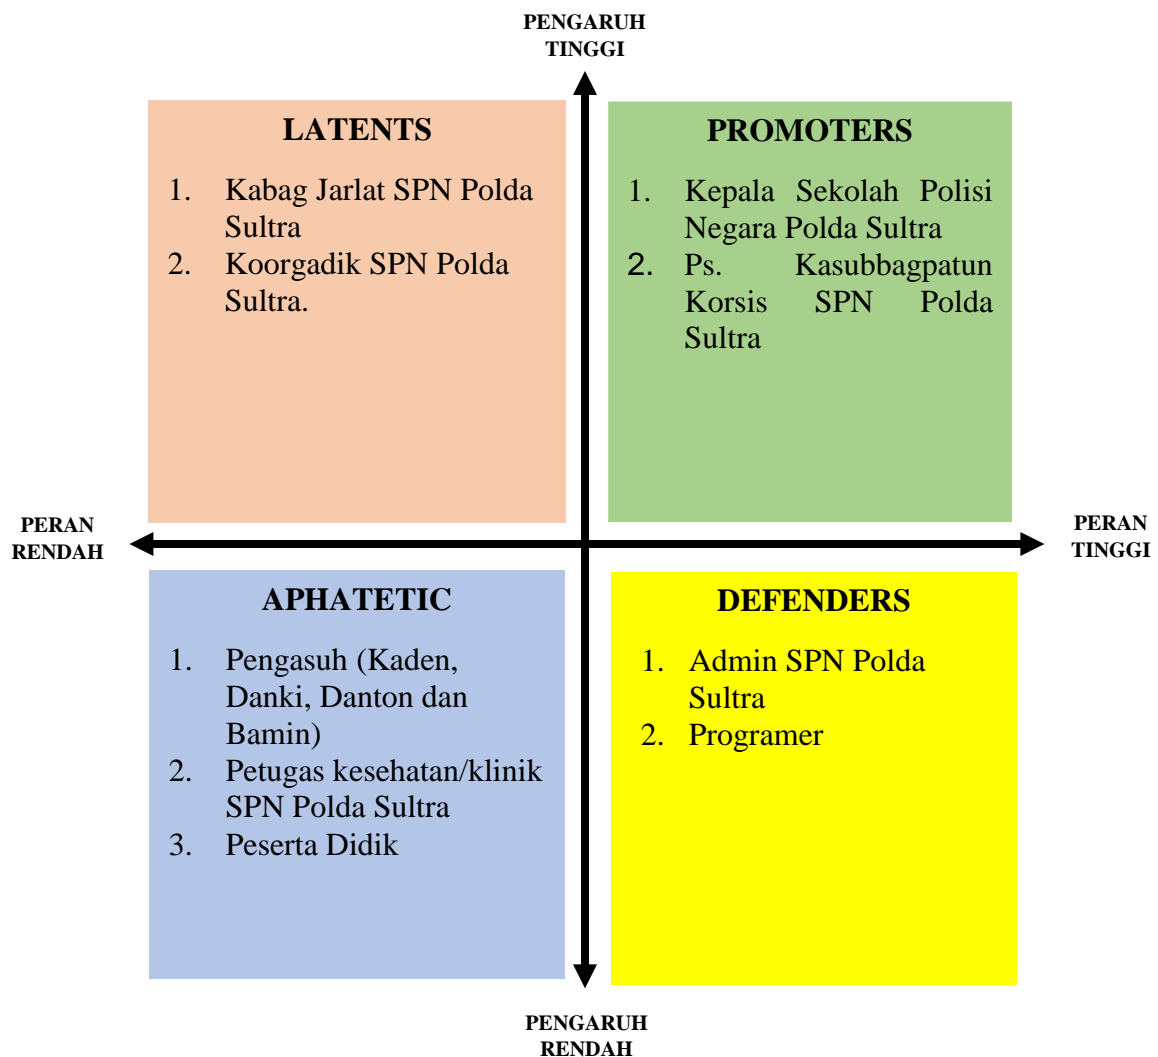 PENGARUH
TINGGI
LATENTS
1. Kabag Jarlat SPN Polda
Sultra
2. Koorgadik SPN Polda
Sultra.
PROMOTERS
1. Kepala Sekolah Polisi
Negara Polda Sultra
2. Ps. Kasubbagpatun
Korsis SPN Polda
Sultra
PERAN
RENDAH
PERAN
TINGGI
APHATETIC
1. Pengasuh (Kaden,
Danki, Danton dan
Bamin)
2. Petugas kesehatan/klinik
SPN Polda Sultra
3. Peserta Didik
DEFENDERS
1. Admin SPN Polda
Sultra
2. Programer
PENGARUH
RENDAH